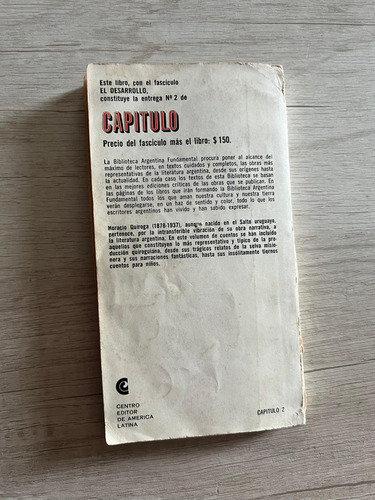 Este libro, con el fascículo
EL DESARROLLO,
constituye la entrega Nº 2 de
CAPITULO
Precio del fascículo más el libro: $ 150.
La Biblioteca Argentina Fundamental procura poner al alcance del
máximo de lectores, en textos cuidados y completos, las obras más
representativas de la literatura argentina, desde sus orígenes hasta
la actualidad. En cada caso los textos de esta Biblioteca se basan
en las mejores ediciones críticas de las obras que se publican. En
las páginas de los libros que irán formando la Biblioteca Argentina
Fundamental todos los que aman nuestra cultura y nuestra tierra
verán desplegarse, en un haz de sentido y color, todo lo que los
escritores argentinos han vivido y han sabido expresar.
Horacio Quiroga (1878-1937), aunque nacido en el Salto uruguayo,
pertenece, por la intransferible vibración de su obra narrativa, a
la literatura argentina. En este volumen de cuentos se han incluido
aquellos que constituyen lo más representativo y típico de la pro-
ducción quiroguiana, desde sus trágicos relatos de la selva misio-
nera y sus narraciones fantásticas, hasta sus insólitamente tiernos
cuentos para niños.
CENTRO
EDITOR
DE AMERICA
LATINA
CAPITULO 2